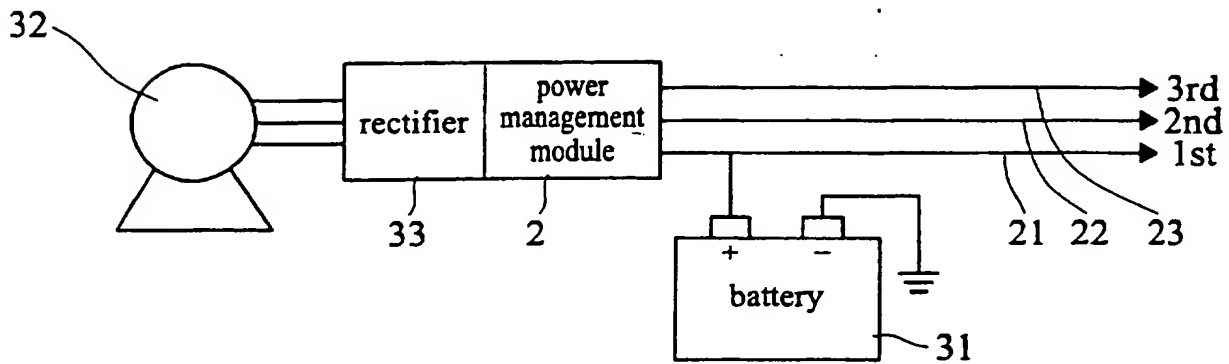 32
rectifier
power
management
module
3rd
2nd
1st
33
2
21
22
23
+
−
battery
31